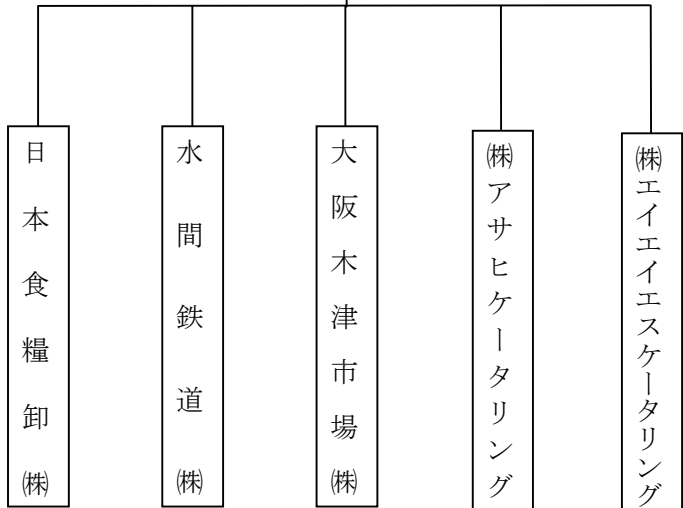 日本食糧卸㈱
水間鉄道㈱
大阪木津市場㈱
㈱アサヒケータリング
㈱エイエイエスケータリング